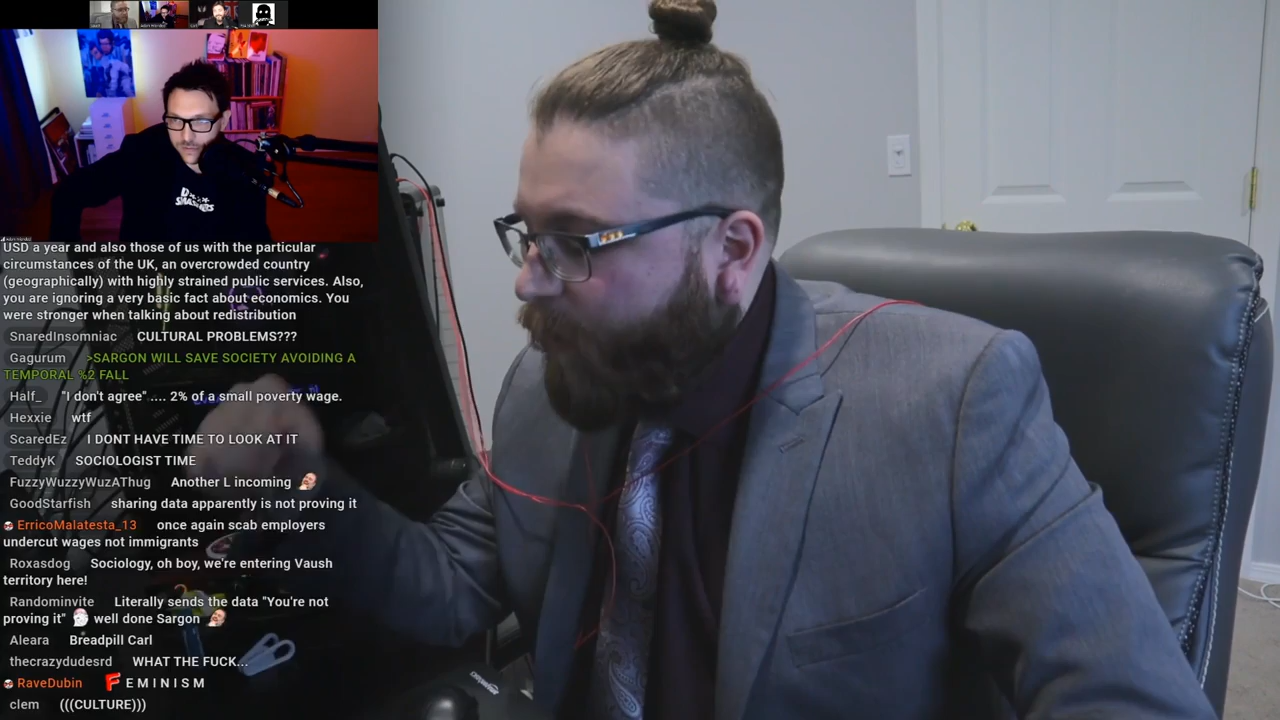 USD a year and also those of us with the particular
circumstances of the UK, an overcrowded country
(geographically) with highly strained public services. Also,
you are ignoring a very basic fact about economics. You
were stronger when talking about redistribution
SnaredInsomniac CULTURAL PROBLEMS???
Gagurum >SARGON WILL SAVE SOCIETY AVOIDING A
TEMPORAL %2 FALL
Half_ "I don't agree" .... 2% of a small poverty wage.
Hexxie wtf
ScaredEz I DONT HAVE TIME TO LOOK AT IT
TeddyK SOCIOLOGIST TIME
FuzzyWuzzyWuzAThug Another L incoming
GoodStarfish sharing data apparently is not proving it
ErricoMalatesta_13 once again scab employers
undercut wages not immigrants
Roxasdog Sociology, oh boy, we're entering Vaush
territory here!
Randominvite Literally sends the data "You're not
proving it" well done Sargon
Aleara Breadpill Carl
thecrazydudesrd WHAT THE FUCK...
RaveDubin F E M I N I S M
clem (((CULTURE)))